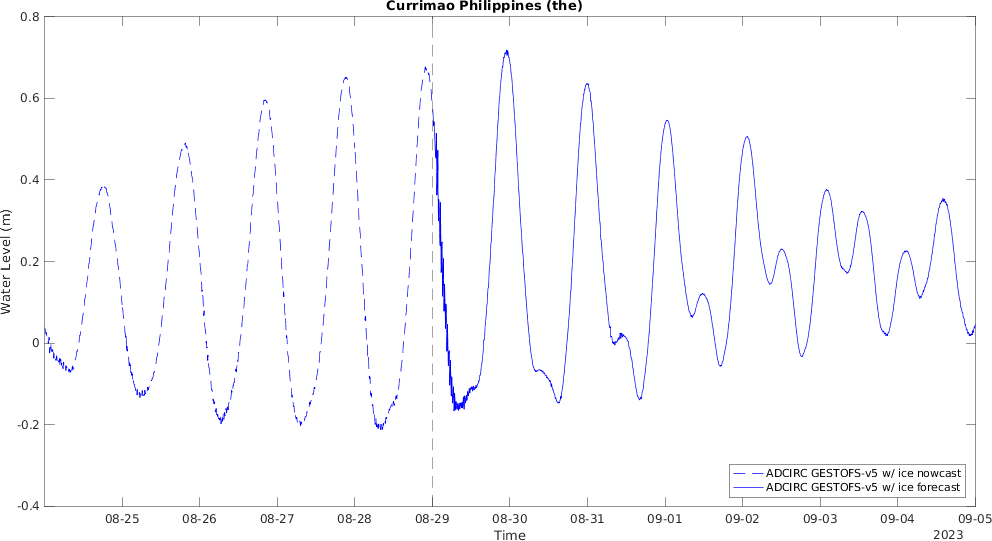 Currimao Philippines (the)
Water Level (m)
0.8
0.6
0.4
0.2
0
-0.2
-0.4
ADCIRC GESTOFS-v5 w/ ice nowcast
ADCIRC GESTOFS-v5 w/ ice forecast
08-25 08-26 08-27 08-28 08-29 08-30 08-31 09-01 09-02 09-03 09-04 09-05
Time
2023